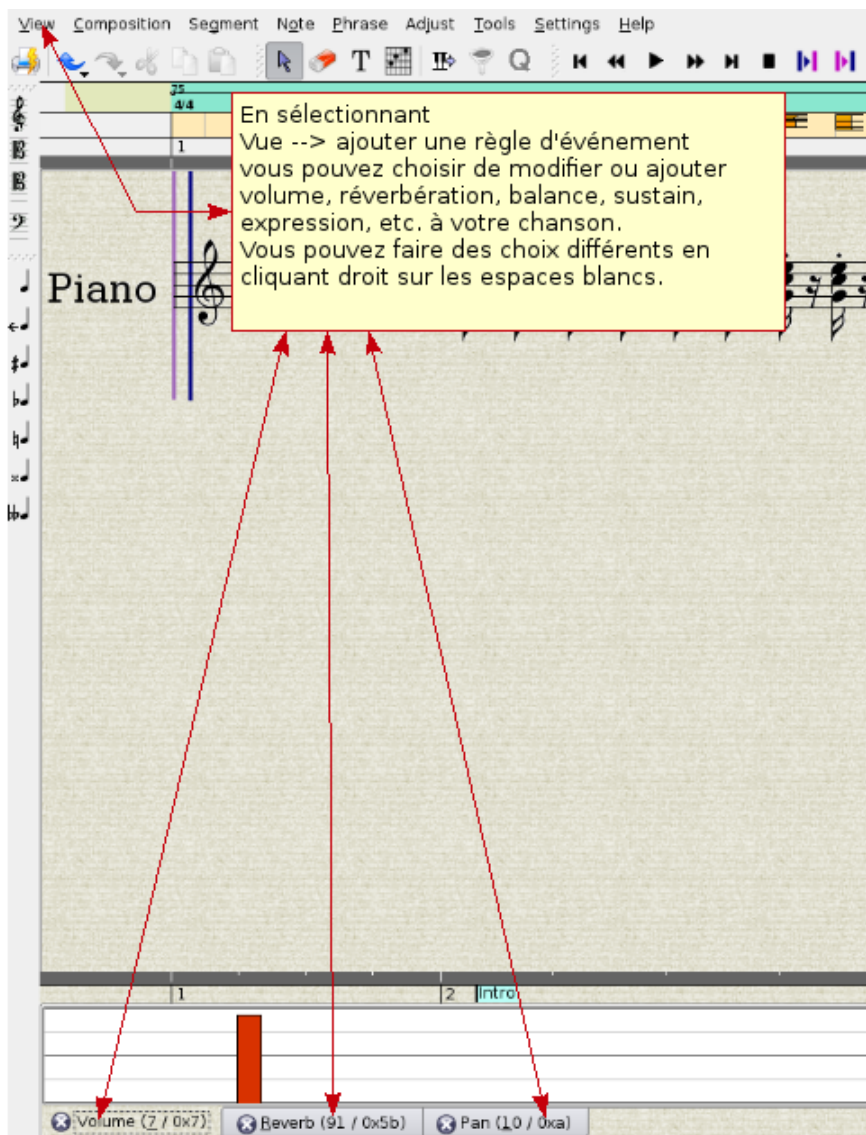 View Composition Segment Note Phrase Adjust Tools Settings Help
T Q
75
4/4
1
En sélectionnant
Vue --> ajouter une règle d'événement
vous pouvez choisir de modifier ou ajouter
volume, réverbération, balance, sustain,
expression, etc. à votre chanson.
Vous pouvez faire des choix différents en
cliquant droit sur les espaces blancs.
Piano
1 2 Intro
Volume (7 / 0x7) Reverb (91 / 0x5b) Pan (10 / 0xa)